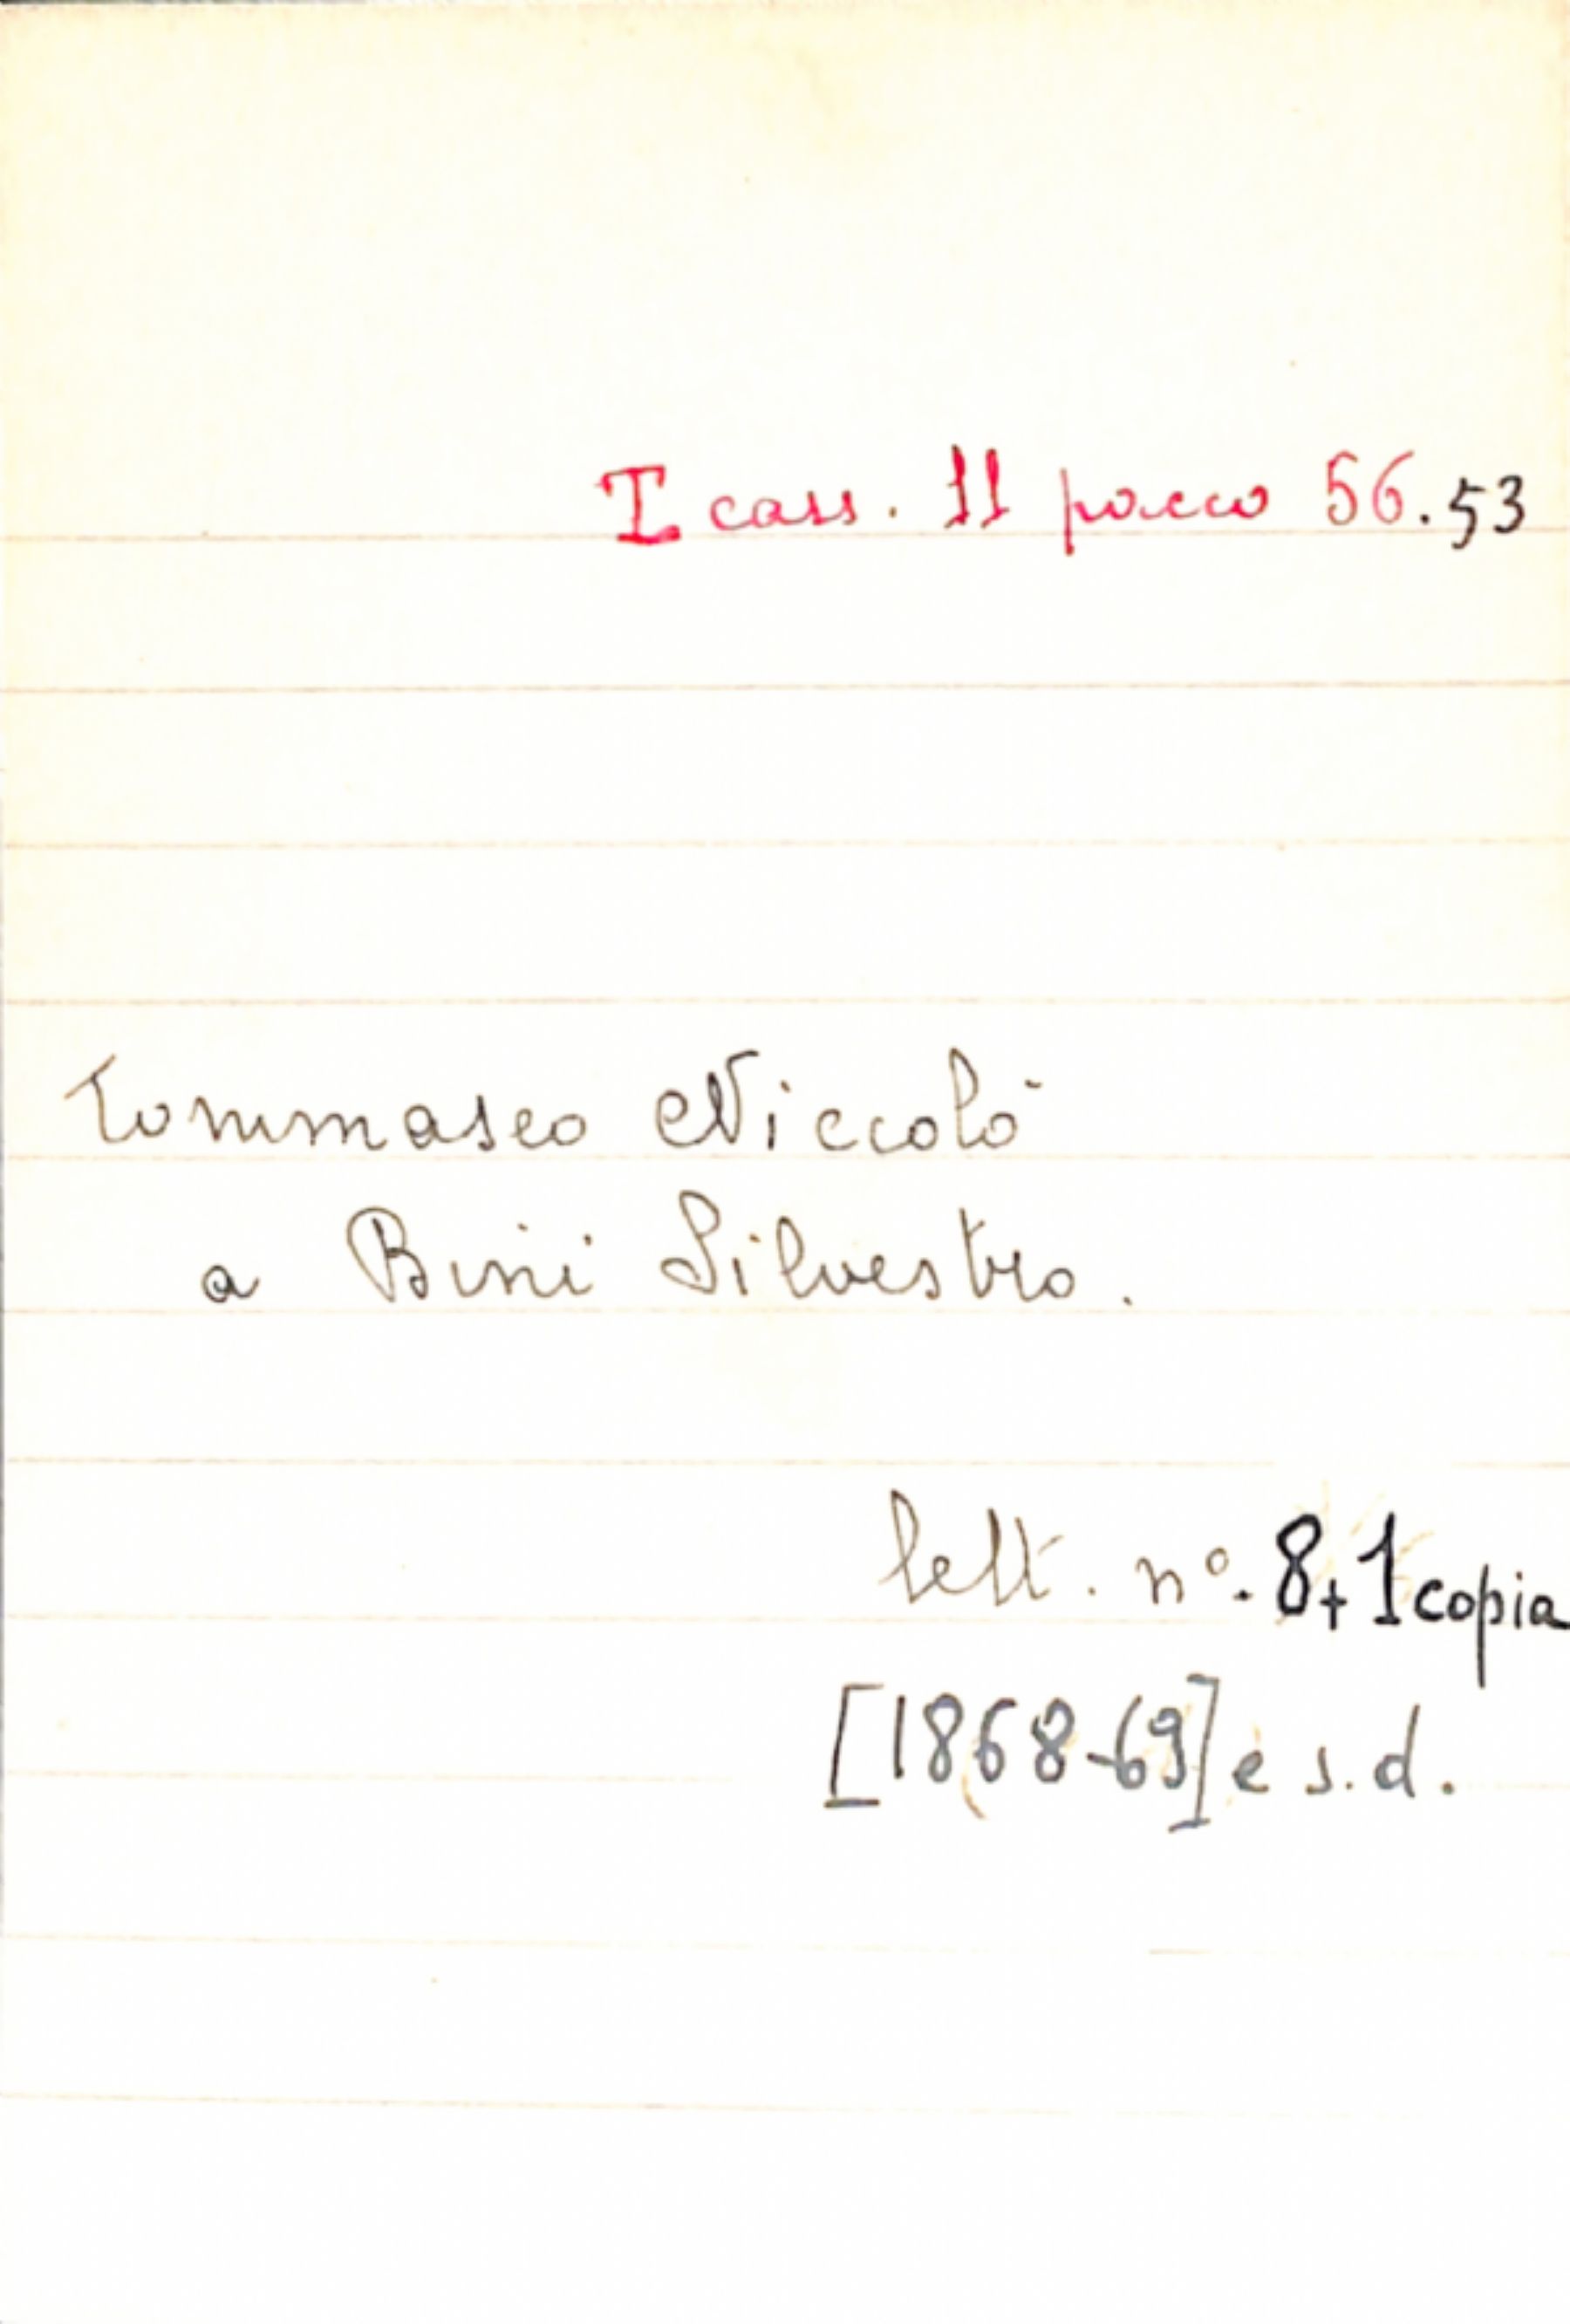 I cass. 11 pacco 56.53
Tommaseo Niccolò
a Bini Silvestro.
lett. n°. 8+1 copia
[1868-69] e s.d.